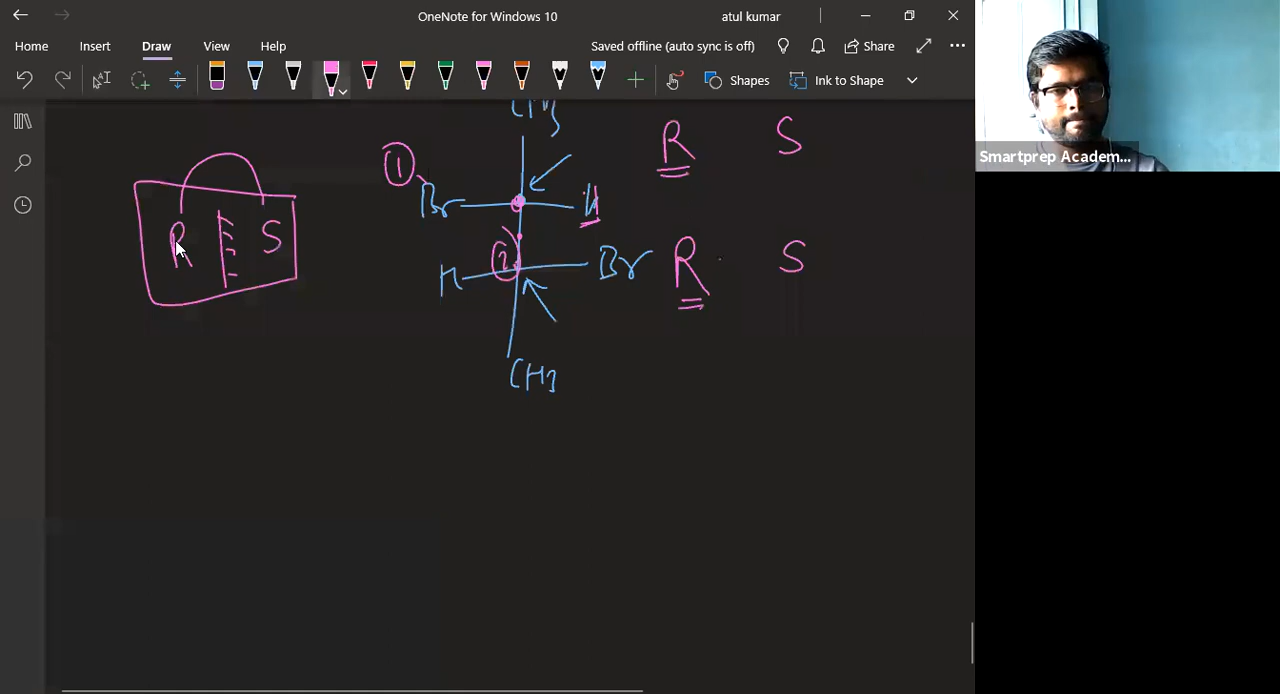 OneNote for Windows 10
atul kumar
Home Insert Draw View Help
Saved offline (auto sync is off)
Share
Shapes
Ink to Shape
Smartprep Academ...
CH3
R S
1
Br H
R S
2
H Br R S
CH3